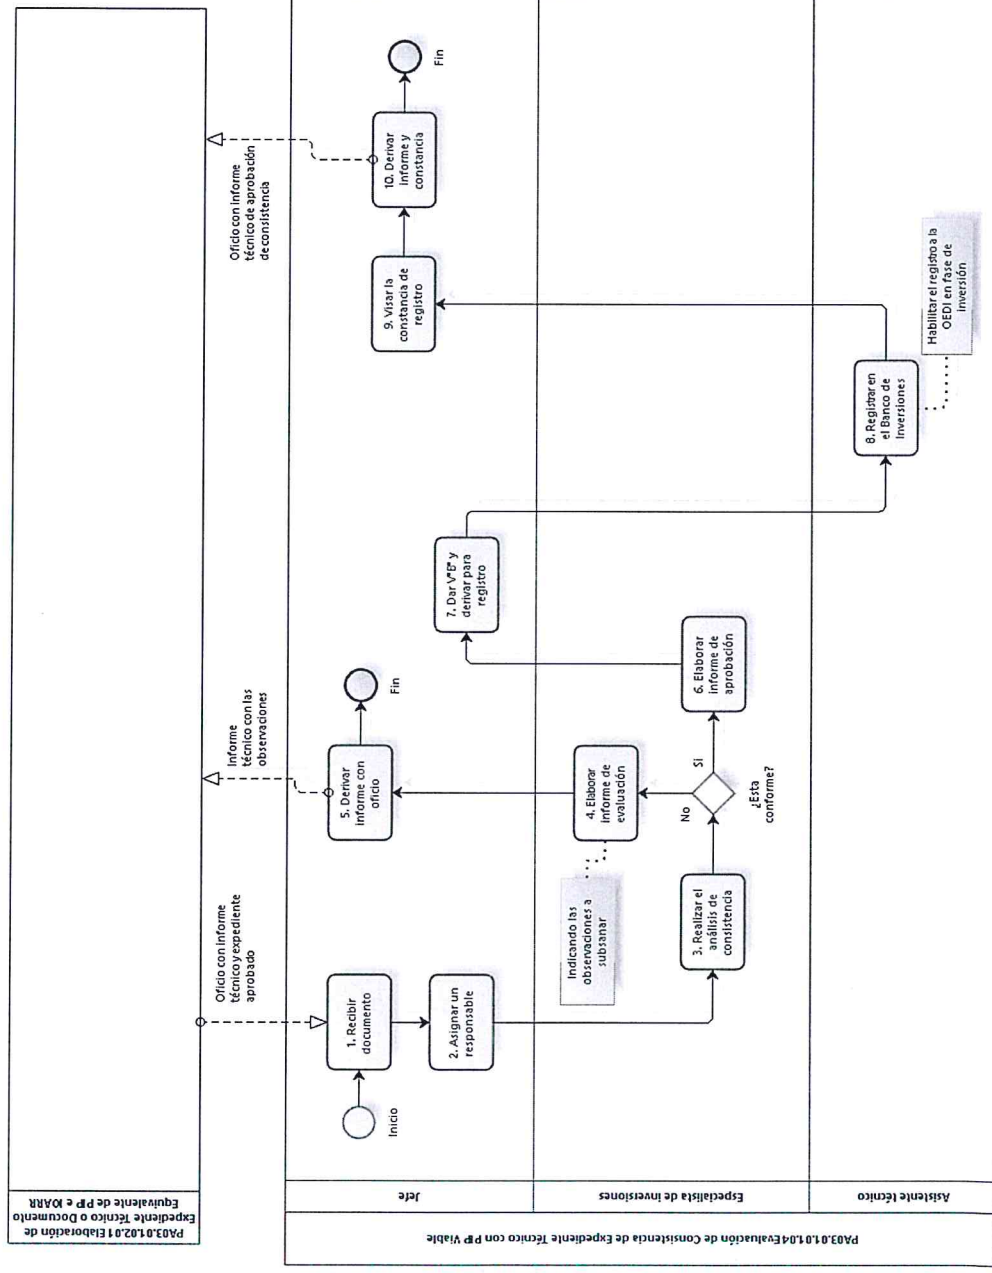 PA03.01.01.02.01 Elaboración de
Expediente Técnico o Documento
Equivalente de PIP e IOARR
PA03.01.01.04 Evaluación de Consistencia de Expediente Técnico con PIP Viable
Jefe
Especialista de inversiones
Asistente técnico
Inicio
Oficio con informe
técnico y expediente
aprobado
1. Recibir
documento
2. Asignar un
responsable
3. Realizar el
análisis de
consistencia
¿Esta
conforme?
No
Si
Indicando las
observaciones a
subsanar
4. Elaborar
informe de
evaluación
5. Derivar
informe con
oficio
Informe
técnico con las
observaciones
Fin
6. Elaborar
informe de
aprobación
7. Dar V°B° y
derivar para
registro
8. Registrar en
el Banco de
Inversiones
Habilitar el registro a la
OEDI en fase de
inversión
9. Visar la
constancia de
registro
10. Derivar
informe y
constancia
Oficio con informe
técnico de aprobación
deconsistencia
Fin